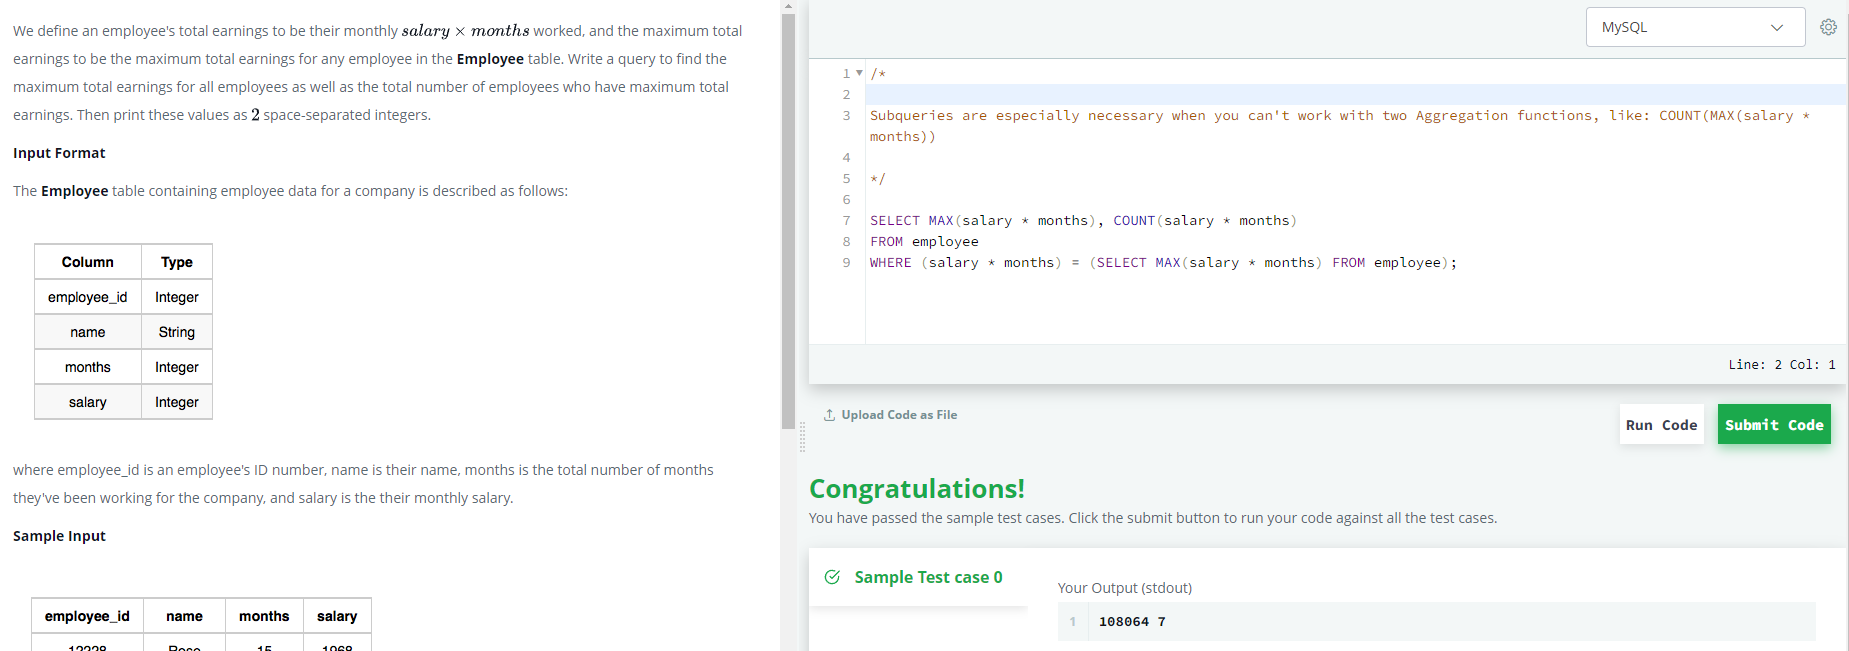 We define an employee's total earnings to be their monthly salary × months worked, and the maximum total
earnings to be the maximum total earnings for any employee in the Employee table. Write a query to find the
maximum total earnings for all employees as well as the total number of employees who have maximum total
earnings. Then print these values as 2 space-separated integers.
Input Format
The Employee table containing employee data for a company is described as follows:
Column Type
employee_id Integer
name String
months Integer
salary Integer
where employee_id is an employee's ID number, name is their name, months is the total number of months
they've been working for the company, and salary is the their monthly salary.
Sample Input
employee_id name months salary
12228 Rose 15 1968
MySQL
1 /*
2
3 Subqueries are especially necessary when you can't work with two Aggregation functions, like: COUNT(MAX(salary *
months))
4
5 */
6
7 SELECT MAX(salary * months), COUNT(salary * months)
8 FROM employee
9 WHERE (salary * months) = (SELECT MAX(salary * months) FROM employee);
Line: 2 Col: 1
Upload Code as File
Run Code
Submit Code
Congratulations!
You have passed the sample test cases. Click the submit button to run your code against all the test cases.
Sample Test case 0
Your Output (stdout)
1 108064 7